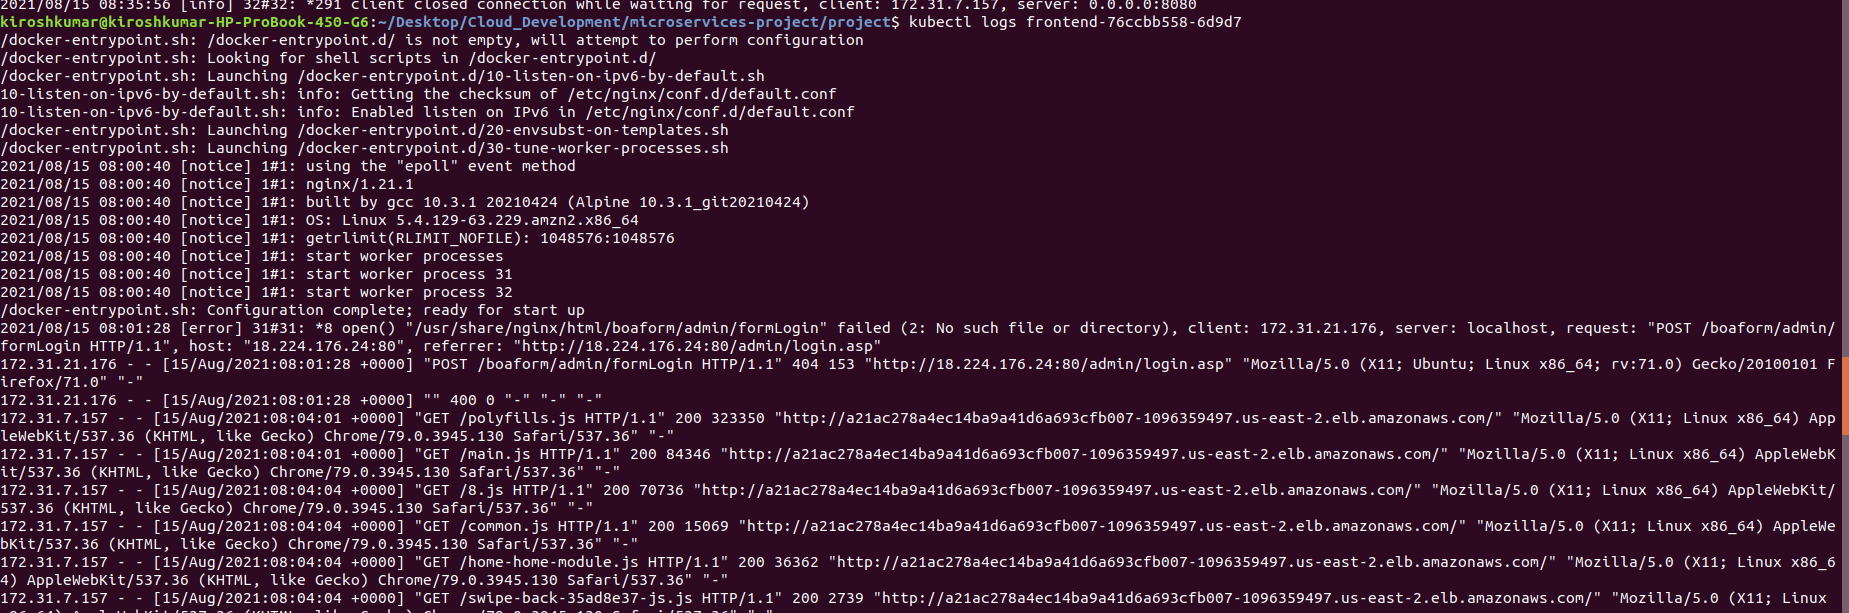 2021/08/15 08:35:56 [info] 32#32: *291 client closed connection while waiting for request, client: 172.31.7.157, server: 0.0.0.0:8080
kiroshkumar@kiroshkumar-HP-ProBook-450-G6:~/Desktop/Cloud_Development/microservices-project/project$ kubectl logs frontend-76ccbb558-6d9d7
/docker-entrypoint.sh: /docker-entrypoint.d/ is not empty, will attempt to perform configuration
/docker-entrypoint.sh: Looking for shell scripts in /docker-entrypoint.d/
/docker-entrypoint.sh: Launching /docker-entrypoint.d/10-listen-on-ipv6-by-default.sh
10-listen-on-ipv6-by-default.sh: info: Getting the checksum of /etc/nginx/conf.d/default.conf
10-listen-on-ipv6-by-default.sh: info: Enabled listen on IPv6 in /etc/nginx/conf.d/default.conf
/docker-entrypoint.sh: Launching /docker-entrypoint.d/20-envsubst-on-templates.sh
/docker-entrypoint.sh: Launching /docker-entrypoint.d/30-tune-worker-processes.sh
2021/08/15 08:00:40 [notice] 1#1: using the "epoll" event method
2021/08/15 08:00:40 [notice] 1#1: nginx/1.21.1
2021/08/15 08:00:40 [notice] 1#1: built by gcc 10.3.1 20210424 (Alpine 10.3.1_git20210424)
2021/08/15 08:00:40 [notice] 1#1: OS: Linux 5.4.129-63.229.amzn2.x86_64
2021/08/15 08:00:40 [notice] 1#1: getrlimit(RLIMIT_NOFILE): 1048576:1048576
2021/08/15 08:00:40 [notice] 1#1: start worker processes
2021/08/15 08:00:40 [notice] 1#1: start worker process 31
2021/08/15 08:00:40 [notice] 1#1: start worker process 32
/docker-entrypoint.sh: Configuration complete; ready for start up
2021/08/15 08:01:28 [error] 31#31: *8 open() "/usr/share/nginx/html/boaform/admin/formLogin" failed (2: No such file or directory), client: 172.31.21.176, server: localhost, request: "POST /boaform/admin/
formLogin HTTP/1.1", host: "18.224.176.24:80", referrer: "http://18.224.176.24:80/admin/login.asp"
172.31.21.176 - - [15/Aug/2021:08:01:28 +0000] "POST /boaform/admin/formLogin HTTP/1.1" 404 153 "http://18.224.176.24:80/admin/login.asp" "Mozilla/5.0 (X11; Ubuntu; Linux x86_64; rv:71.0) Gecko/20100101 F
irefox/71.0" "-"
172.31.21.176 - - [15/Aug/2021:08:01:28 +0000] "" 400 0 "-" "-" "-"
172.31.7.157 - - [15/Aug/2021:08:04:01 +0000] "GET /polyfills.js HTTP/1.1" 200 323350 "http://a21ac278a4ec14ba9a41d6a693cfb007-1096359497.us-east-2.elb.amazonaws.com/" "Mozilla/5.0 (X11; Linux x86_64) App
leWebKit/537.36 (KHTML, like Gecko) Chrome/79.0.3945.130 Safari/537.36" "-"
172.31.7.157 - - [15/Aug/2021:08:04:01 +0000] "GET /main.js HTTP/1.1" 200 84346 "http://a21ac278a4ec14ba9a41d6a693cfb007-1096359497.us-east-2.elb.amazonaws.com/" "Mozilla/5.0 (X11; Linux x86_64) AppleWebK
it/537.36 (KHTML, like Gecko) Chrome/79.0.3945.130 Safari/537.36" "-"
172.31.7.157 - - [15/Aug/2021:08:04:04 +0000] "GET /8.js HTTP/1.1" 200 70736 "http://a21ac278a4ec14ba9a41d6a693cfb007-1096359497.us-east-2.elb.amazonaws.com/" "Mozilla/5.0 (X11; Linux x86_64) AppleWebKit/
537.36 (KHTML, like Gecko) Chrome/79.0.3945.130 Safari/537.36" "-"
172.31.7.157 - - [15/Aug/2021:08:04:04 +0000] "GET /common.js HTTP/1.1" 200 15069 "http://a21ac278a4ec14ba9a41d6a693cfb007-1096359497.us-east-2.elb.amazonaws.com/" "Mozilla/5.0 (X11; Linux x86_64) AppleWe
bKit/537.36 (KHTML, like Gecko) Chrome/79.0.3945.130 Safari/537.36" "-"
172.31.7.157 - - [15/Aug/2021:08:04:04 +0000] "GET /home-home-module.js HTTP/1.1" 200 36362 "http://a21ac278a4ec14ba9a41d6a693cfb007-1096359497.us-east-2.elb.amazonaws.com/" "Mozilla/5.0 (X11; Linux x86_6
4) AppleWebKit/537.36 (KHTML, like Gecko) Chrome/79.0.3945.130 Safari/537.36" "-"
172.31.7.157 - - [15/Aug/2021:08:04:04 +0000] "GET /swipe-back-35ad8e37-js.js HTTP/1.1" 200 2739 "http://a21ac278a4ec14ba9a41d6a693cfb007-1096359497.us-east-2.elb.amazonaws.com/" "Mozilla/5.0 (X11; Linux
x86_64) AppleWebKit/537.36 (KHTML, like Gecko) Chrome/79.0.3945.130 Safari/537.36" "-"